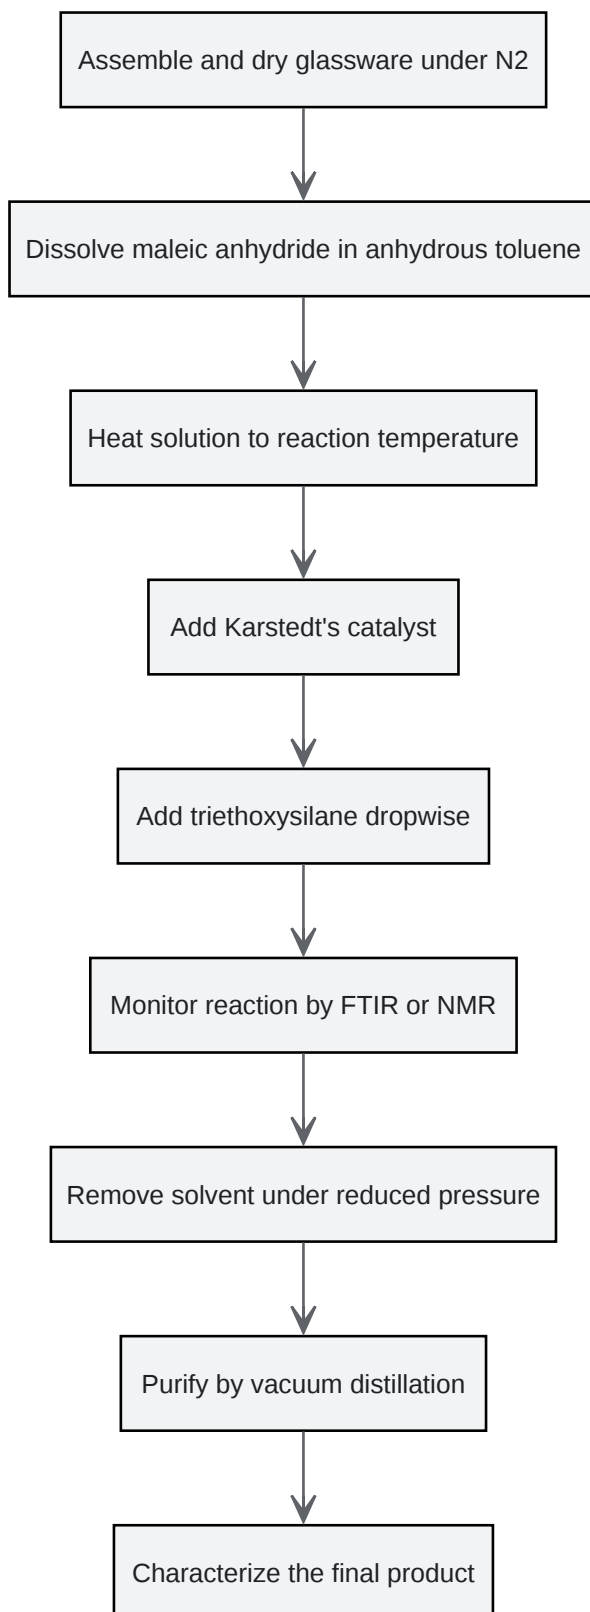 Assemble and dry glassware under N2
Dissolve maleic anhydride in anhydrous toluene
Heat solution to reaction temperature
Add Karstedt's catalyst
Add triethoxysilane dropwise
Monitor reaction by FTIR or NMR
Remove solvent under reduced pressure
Purify by vacuum distillation
Characterize the final product